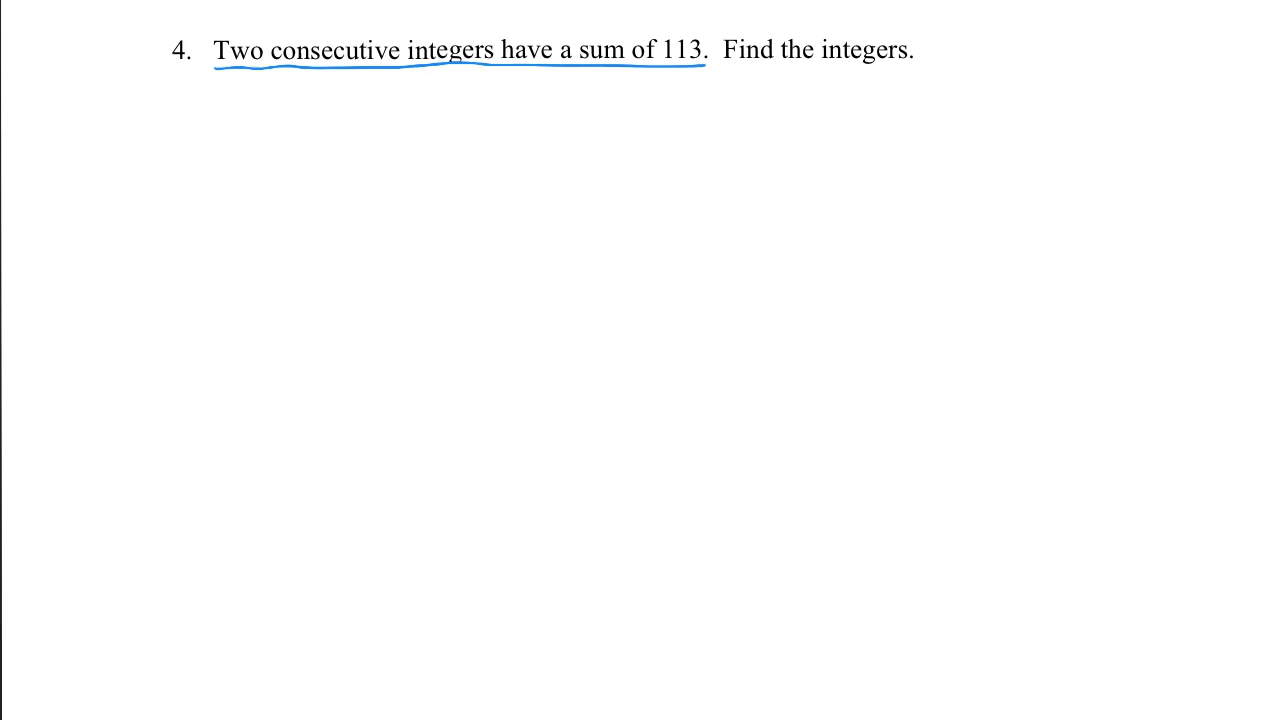 4. Two consecutive integers have a sum of 113. Find the integers.